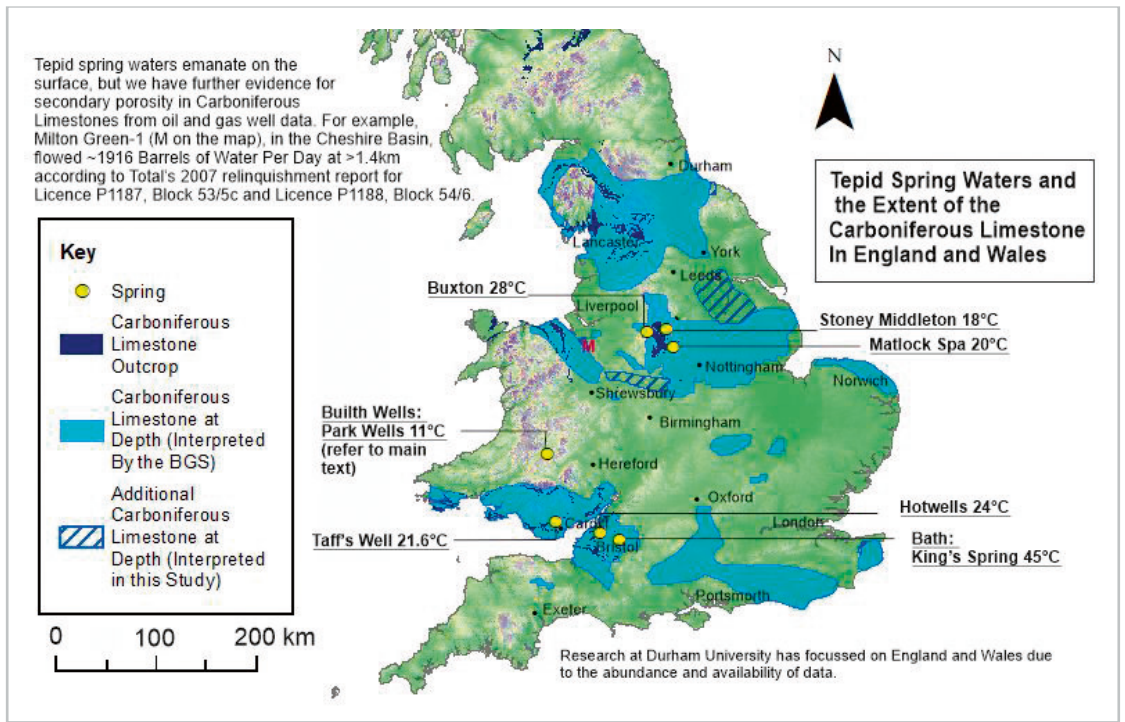 Tepid spring waters emanate on the
surface, but we have further evidence for
secondary porosity in Carboniferous
Limestones from oil and gas well data. For example,
Milton Green-1 (M on the map), in the Cheshire Basin,
flowed ~1916 Barrels of Water Per Day at >1.4km
according to Total's 2007 relinquishment report for
Licence P1187, Block 53/5c and Licence P1188, Block 54/6.
N
Tepid Spring Waters and
the Extent of the
Carboniferous Limestone
In England and Wales
Key
Spring
Carboniferous
Limestone
Outcrop
Carboniferous
Limestone at
Depth (Interpreted
By the BGS)
Additional
Carboniferous
Limestone at
Depth (Interpreted
in this Study)
0 100 200 km
Durham
Lancaster
York
Leeds
Buxton 28°C
Liverpool
Stoney Middleton 18°C
M
Matlock Spa 20°C
Nottingham
Norwich
Shrewsbury
Builth Wells:
Park Wells 11°C
(refer to main
text)
Birmingham
Hereford
Oxford
Hotwells 24°C
Cardiff
London
Taff's Well 21.6°C
Bristol
Bath:
King's Spring 45°C
Portsmorth
Exeter
Research at Durham University has focussed on England and Wales due
to the abundance and availability of data.